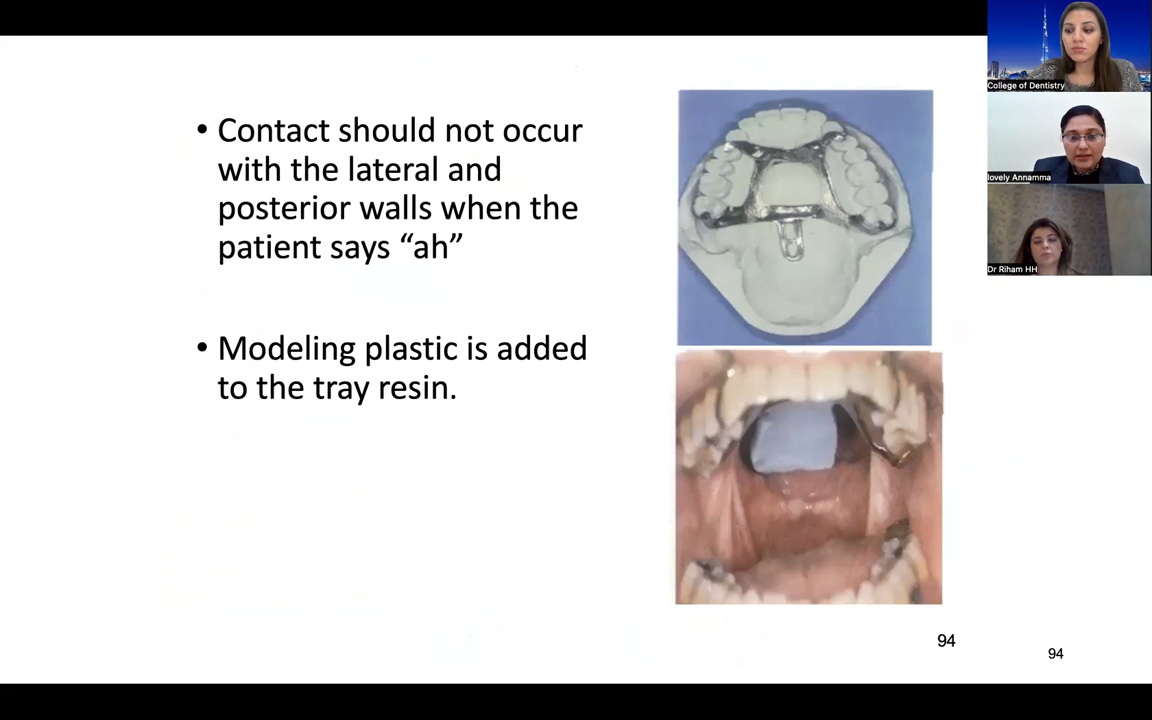 • Contact should not occur
with the lateral and
posterior walls when the
patient says “ah”
• Modeling plastic is added
to the tray resin.
94
94
College of Dentistry
lovely Annamma
Dr Riham HH